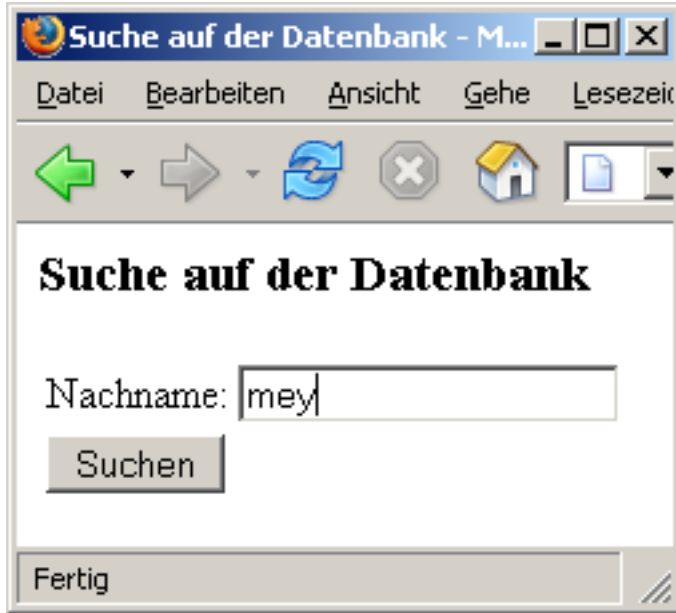 Suche auf der Datenbank - M...
Datei Bearbeiten Ansicht Gehe Lesezeic
Suche auf der Datenbank
Nachname: mey
Suchen
Fertig